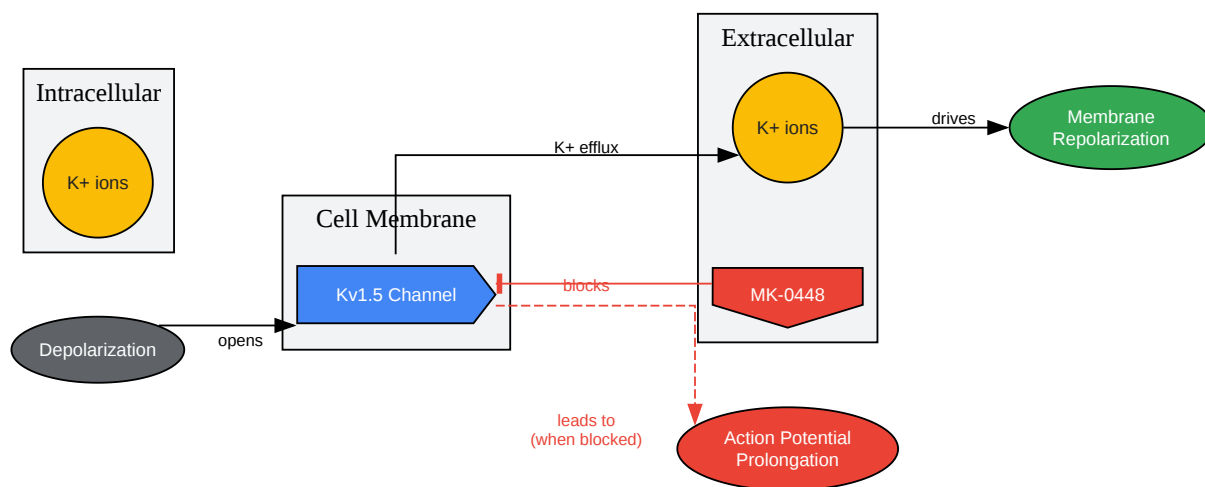 Extracellular
Intracellular
K+ ions
drives
Membrane
Repolarization
K+ efflux
K+ ions
Cell Membrane
Kv1.5 Channel
blocks
MK-0448
Depolarization
opens
leads to
(when blocked)
Action Potential
Prolongation